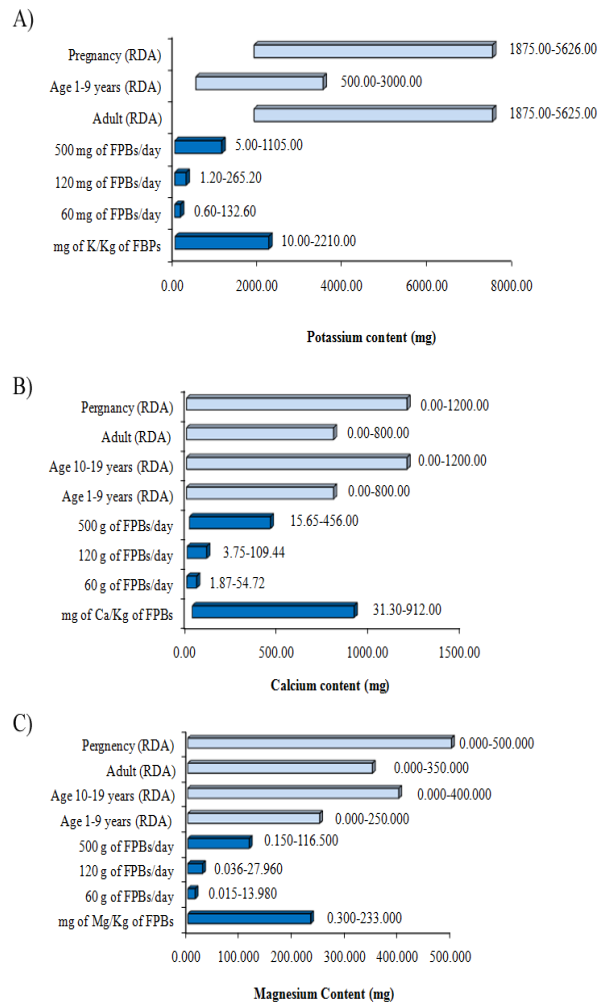 A)
Pregnancy (RDA)
1875.00-5626.00
Age 1-9 years (RDA)
500.00-3000.00
Adult (RDA)
1875.00-5625.00
500 mg of FPBs/day
5.00-1105.00
120 mg of FPBs/day
1.20-265.20
60 mg of FPBs/day
0.60-132.60
mg of K/Kg of FBPs
10.00-2210.00
0.00 2000.00 4000.00 6000.00 8000.00
Potassium content (mg)
B)
Pergnancy (RDA)
0.00-1200.00
Adult (RDA)
0.00-800.00
Age 10-19 years (RDA)
0.00-1200.00
Age 1-9 years (RDA)
0.00-800.00
500 g of FPBs/day
15.65-456.00
120 g of FPBs/day
3.75-109.44
60 g of FPBs/day
1.87-54.72
mg of Ca/Kg of FPBs
31.30-912.00
0.00 500.00 1000.00 1500.00
Calcium content (mg)
C)
Pergnency (RDA)
0.000-500.000
Adult (RDA)
0.000-350.000
Age 10-19 years (RDA)
0.000-400.000
Age 1-9 years (RDA)
0.000-250.000
500 g of FPBs/day
0.150-116.500
120 g of FPBs/day
0.036-27.960
60 g of FPBs/day
0.015-13.980
mg of Mg/Kg of FPBs
0.300-233.000
0.000 100.000 200.000 300.000 400.000 500.000
Magnesium Content (mg)